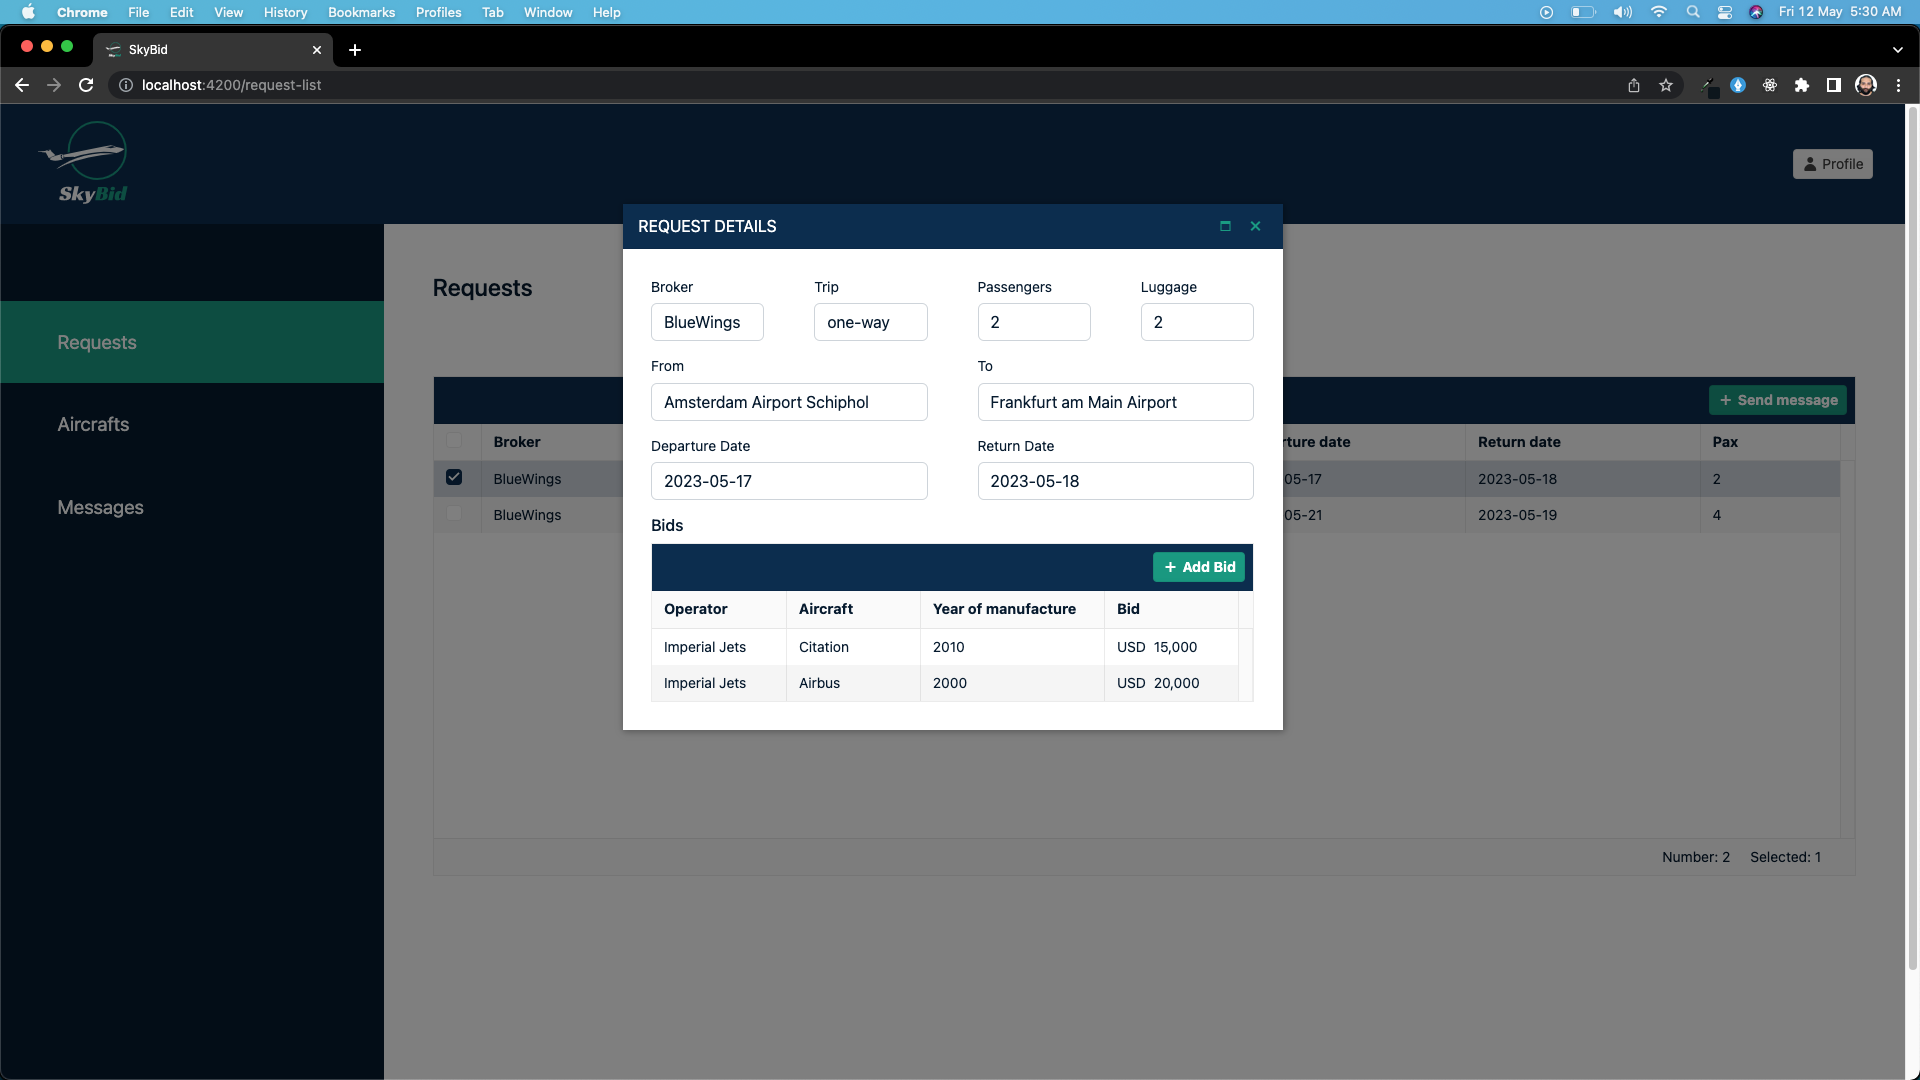 Chrome File Edit View History Bookmarks Profiles Tab Window Help Fri 12 May 5:30 AM
SkyBid
localhost:4200/request-list
SkyBid
Profile
REQUEST DETAILS
Requests
Aircrafts
Messages
Requests
Send message
Broker
ture date Return date Pax
BlueWings 05-17 2023-05-18 2
BlueWings 05-21 2023-05-19 4
Number: 2 Selected: 1
Broker Trip Passengers Luggage
BlueWings one-way 2 2
From To
Amsterdam Airport Schiphol Frankfurt am Main Airport
Departure Date Return Date
2023-05-17 2023-05-18
Bids
+ Add Bid
Operator Aircraft Year of manufacture Bid
Imperial Jets Citation 2010 USD 15,000
Imperial Jets Airbus 2000 USD 20,000